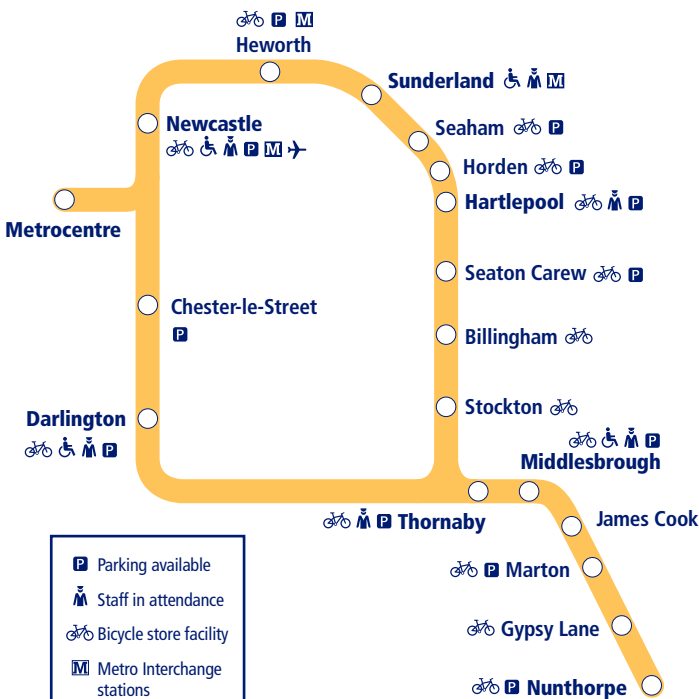 P M
Heworth
Sunderland M
Newcastle
P M
Seaham P
Horden P
Hartlepool P
Metrocentre
Seaton Carew P
Chester-le-Street
P
Billingham
Darlington
P
Stockton
P
Middlesbrough
P Thornaby
James Cook
P Marton
Gypsy Lane
P Nunthorpe
P Parking available
Staff in attendance
Bicycle store facility
M Metro Interchange
stations